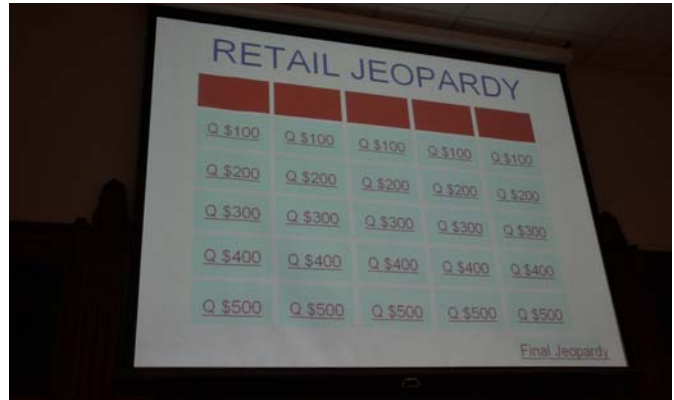 RETAIL JEOPARDY
Q $100 Q $100 Q $100 Q $100 Q $100
Q $200 Q $200 Q $200 Q $200 Q $200
Q $300 Q $300 Q $300 Q $300 Q $300
Q $400 Q $400 Q $400 Q $400 Q $400
Q $500 Q $500 Q $500 Q $500 Q $500
Final Jeopardy